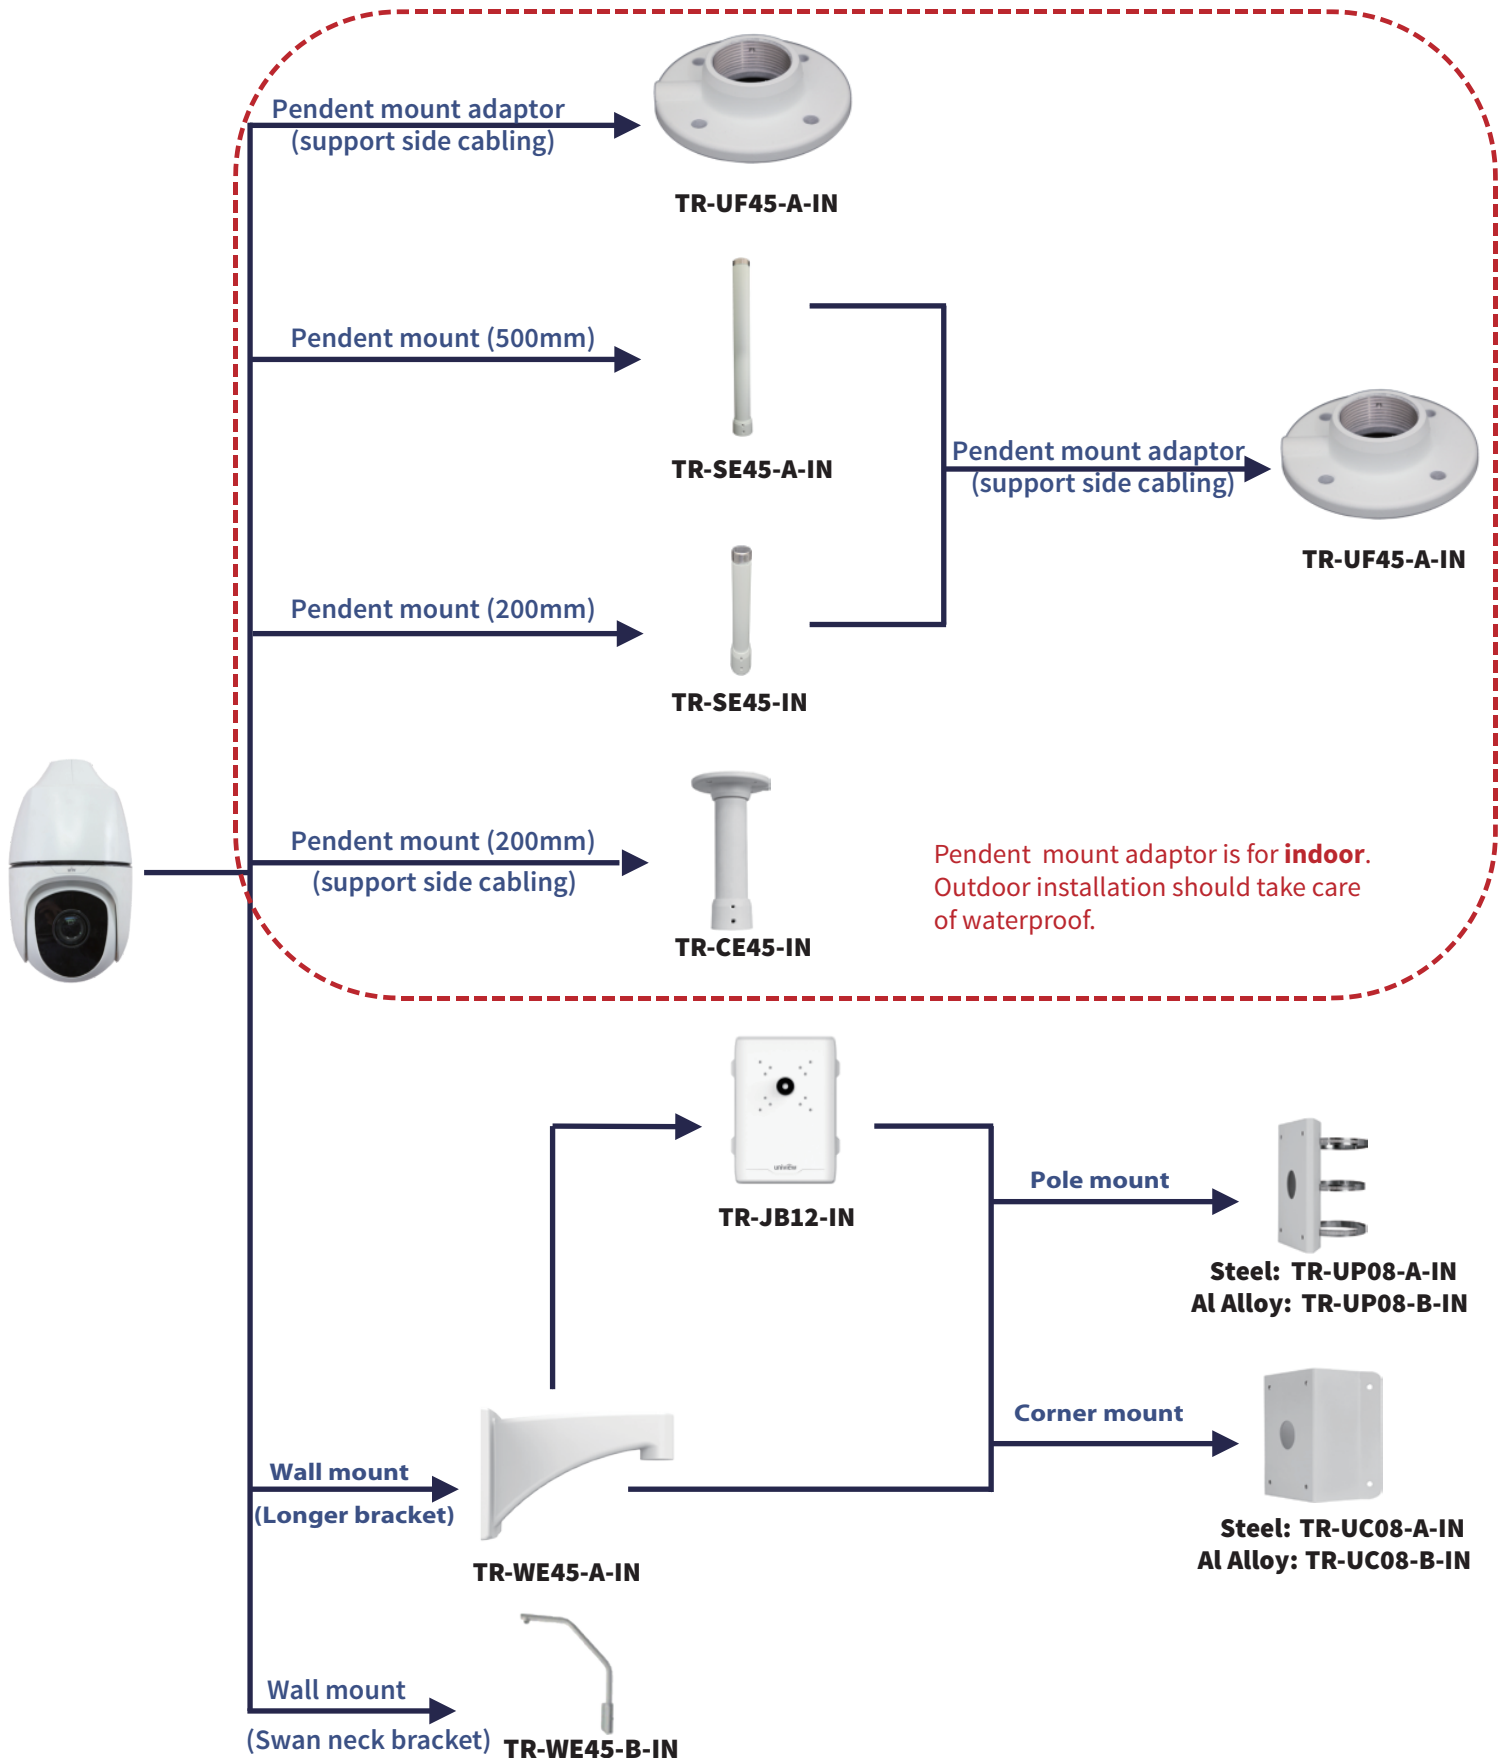 Pendent mount adaptor
(support side cabling)
TR-UF45-A-IN
Pendent mount (500mm)
TR-SE45-A-IN
Pendent mount adaptor
(support side cabling)
TR-UF45-A-IN
Pendent mount (200mm)
TR-SE45-IN
Pendent mount (200mm)
(support side cabling)
TR-CE45-IN
Pendent mount adaptor is for indoor.
Outdoor installation should take care
of waterproof.
uniview
TR-JB12-IN
Pole mount
Steel: TR-UP08-A-IN
Al Alloy: TR-UP08-B-IN
Corner mount
Steel: TR-UC08-A-IN
Al Alloy: TR-UC08-B-IN
Wall mount
(Longer bracket)
TR-WE45-A-IN
Wall mount
(Swan neck bracket)
TR-WE45-B-IN